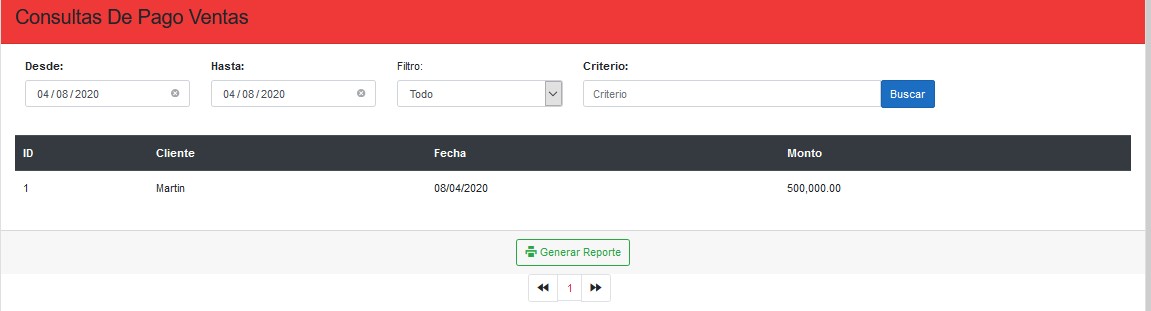 Consultas De Pago Ventas
Desde: Hasta: Filtro: Criterio:
04 / 08 / 2020 04 / 08 / 2020 Todo Criterio Buscar
ID Cliente Fecha Monto
1 Martin 08/04/2020 500,000.00
Generar Reporte
1